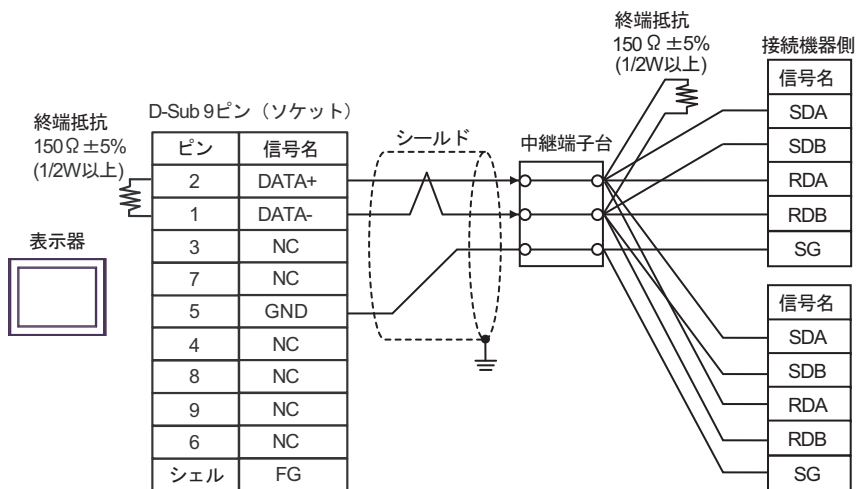 終端抵抗
150 Ω ±5%
(1/2W以上)
接続機器側
信号名
SDA
SDB
RDA
RDB
SG
D-Sub 9ピン（ソケット）
終端抵抗
150Ω ±5%
(1/2W以上)
シールド
中継端子台
ピン 信号名
2 DATA+
1 DATA-
3 NC
7 NC
5 GND
4 NC
8 NC
9 NC
6 NC
シェル FG
表示器
信号名
SDA
SDB
RDA
RDB
SG